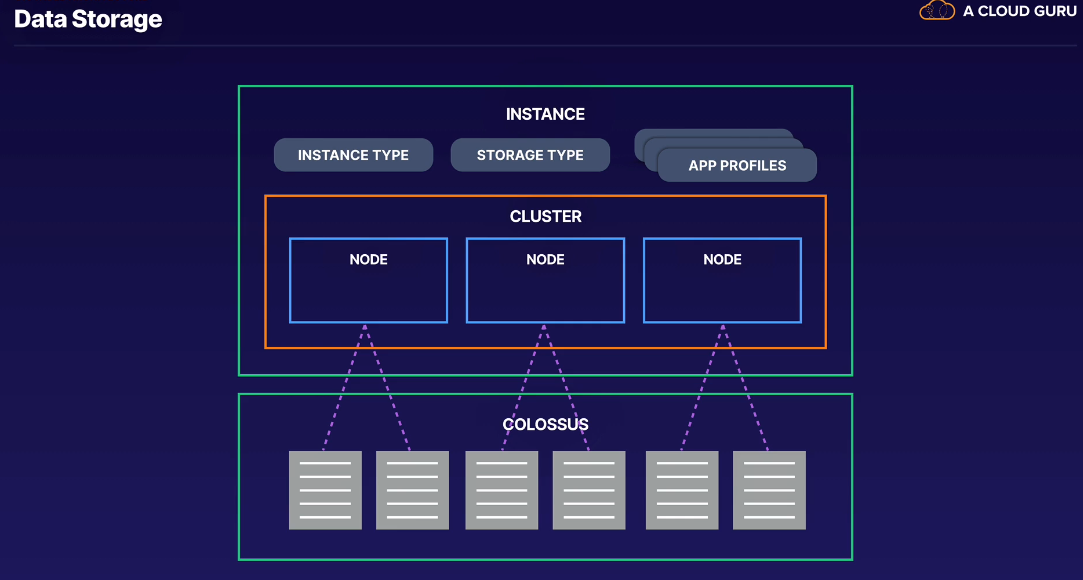 Data Storage
A CLOUD GURU
INSTANCE
INSTANCE TYPE
STORAGE TYPE
APP PROFILES
CLUSTER
NODE
NODE
NODE
COLOSSUS